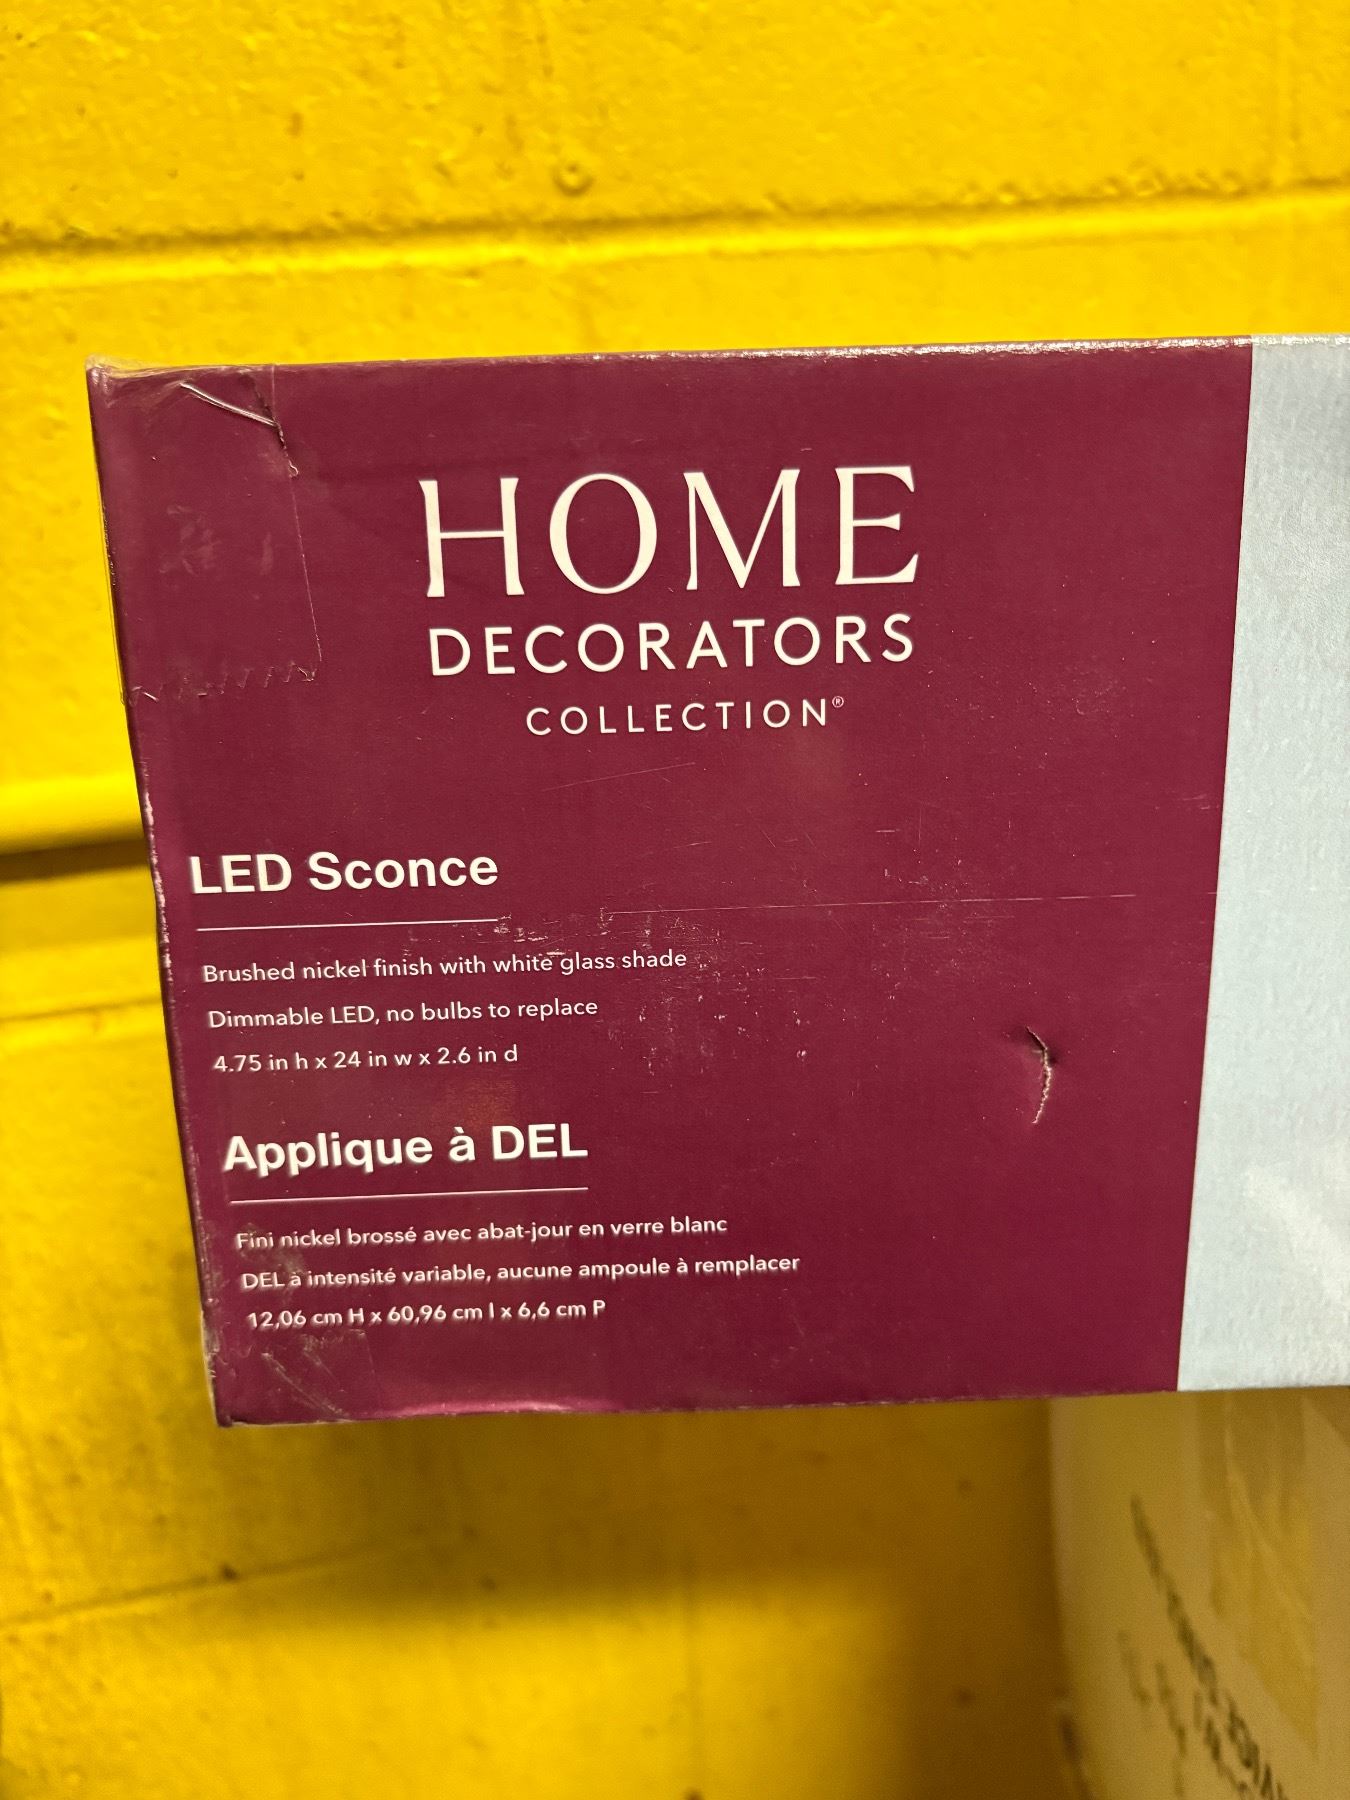 HOME
DECORATORS
COLLECTION®
LED Sconce
Brushed nickel finish with white glass shade
Dimmable LED, no bulbs to replace
4.75 in h x 24 in w x 2.6 in d
Applique à DEL
Fini nickel brossé avec abat-jour en verre blanc
DEL à intensité variable, aucune ampoule à remplacer
12,06 cm H x 60,96 cm l x 6,6 cm P